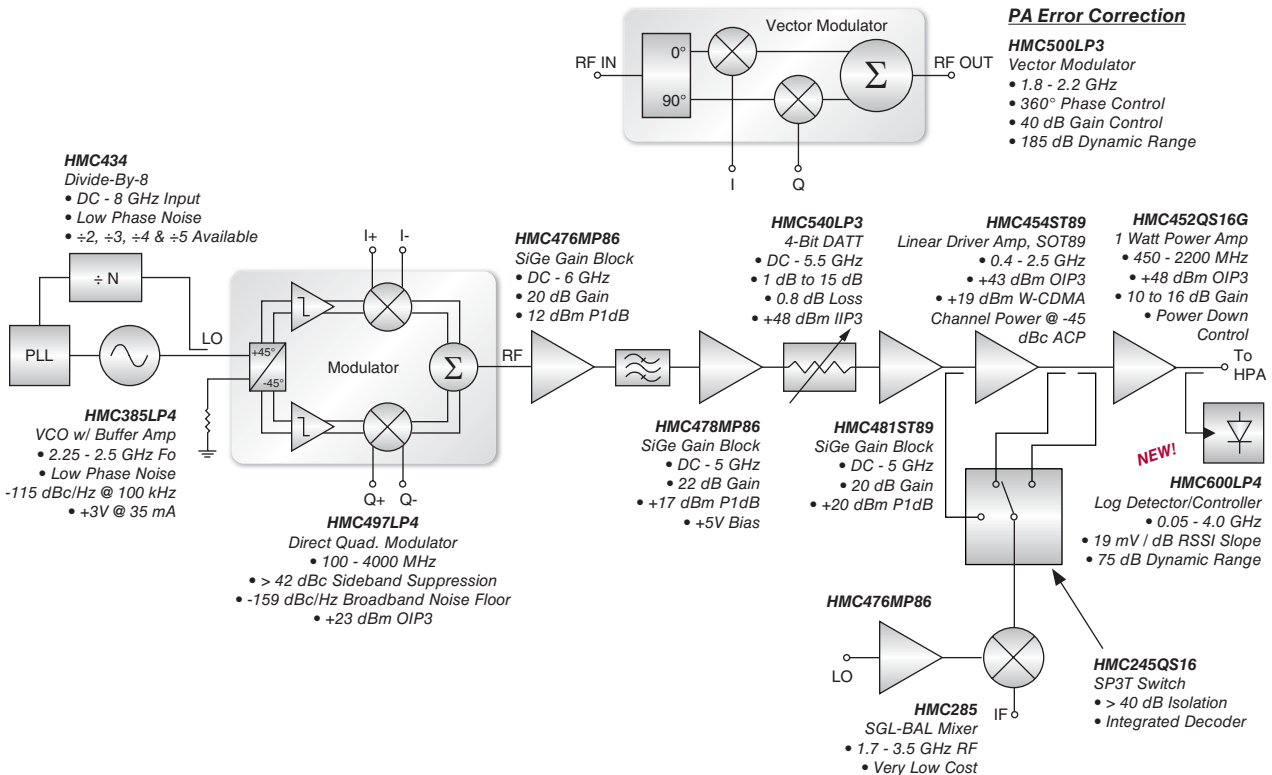 PA Error Correction
Vector Modulator
RF IN
0°
90°
Σ
RF OUT
I
Q
HMC500LP3
Vector Modulator
• 1.8 - 2.2 GHz
• 360° Phase Control
• 40 dB Gain Control
• 185 dB Dynamic Range
HMC434
Divide-By-8
• DC - 8 GHz Input
• Low Phase Noise
• ÷2, ÷3, ÷4 & ÷5 Available
÷ N
PLL
LO
HMC385LP4
VCO w/ Buffer Amp
• 2.25 - 2.5 GHz Fo
• Low Phase Noise
-115 dBc/Hz @ 100 kHz
• +3V @ 35 mA
I+ I-
+45°
-45°
Modulator
Σ
RF
Q+ Q-
HMC497LP4
Direct Quad. Modulator
• 100 - 4000 MHz
• > 42 dBc Sideband Suppression
• -159 dBc/Hz Broadband Noise Floor
• +23 dBm OIP3
HMC476MP86
SiGe Gain Block
• DC - 6 GHz
• 20 dB Gain
• 12 dBm P1dB
HMC478MP86
SiGe Gain Block
• DC - 5 GHz
• 22 dB Gain
• +17 dBm P1dB
• +5V Bias
HMC540LP3
4-Bit DATT
• DC - 5.5 GHz
• 1 dB to 15 dB
• 0.8 dB Loss
• +48 dBm IIP3
HMC481ST89
SiGe Gain Block
• DC - 5 GHz
• 20 dB Gain
• +20 dBm P1dB
HMC454ST89
Linear Driver Amp, SOT89
• 0.4 - 2.5 GHz
• +43 dBm OIP3
• +19 dBm W-CDMA
Channel Power @ -45
dBc ACP
HMC452QS16G
1 Watt Power Amp
• 450 - 2200 MHz
• +48 dBm OIP3
• 10 to 16 dB Gain
• Power Down
Control
To
HPA
NEW!
HMC600LP4
Log Detector/Controller
• 0.05 - 4.0 GHz
• 19 mV / dB RSSI Slope
• 75 dB Dynamic Range
HMC476MP86
LO
IF
HMC285
SGL-BAL Mixer
• 1.7 - 3.5 GHz RF
• Very Low Cost
HMC245QS16
SP3T Switch
• > 40 dB Isolation
• Integrated Decoder